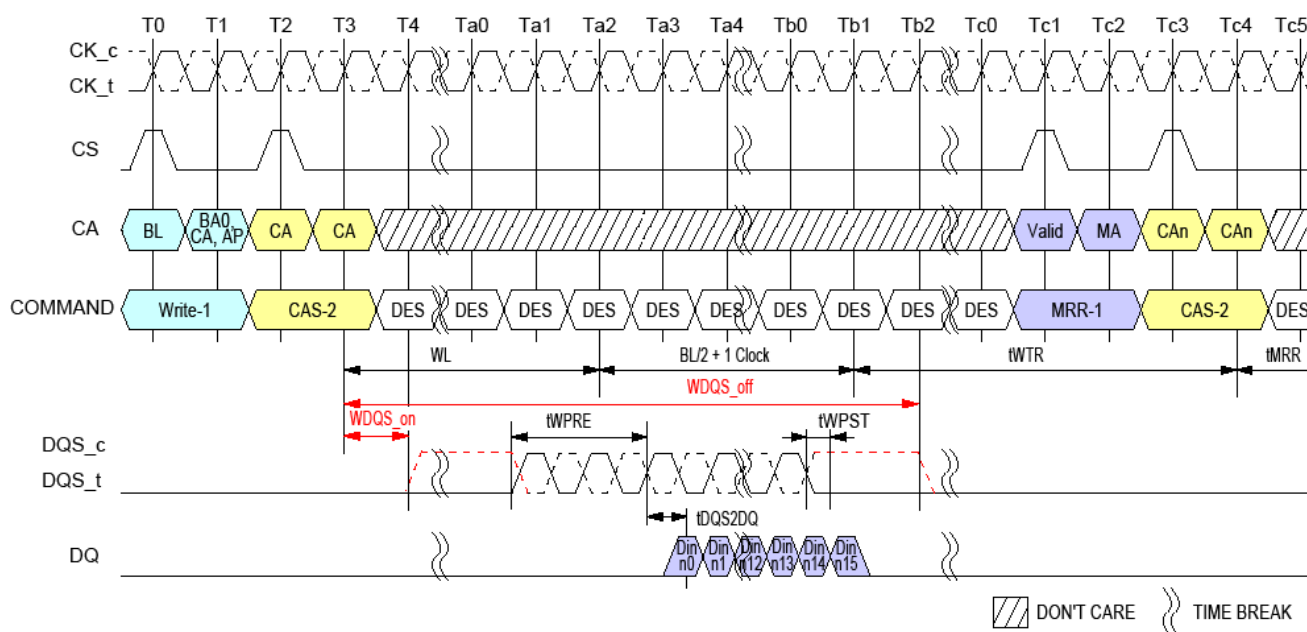 T0 T1 T2 T3 T4 Ta0 Ta1 Ta2 Ta3 Ta4 Tb0 Tb1 Tb2 Tc0 Tc1 Tc2 Tc3 Tc4 Tc5
CK_c
CK_t
CS
CA BL BA0, CA, AP CA CA Valid MA CAn CAn
COMMAND Write-1 CAS-2 DES DES DES DES DES DES DES DES DES DES MRR-1 CAS-2 DES
WL BL/2 + 1 Clock tWTR tMRR
WDQS_off
WDQS_on tWPRE tWPST
DQS_c
DQS_t
tDQS2DQ
DQ Din n0 Din n1 Din n12 Din n13 Din n14 Din n15
DON'T CARE TIME BREAK